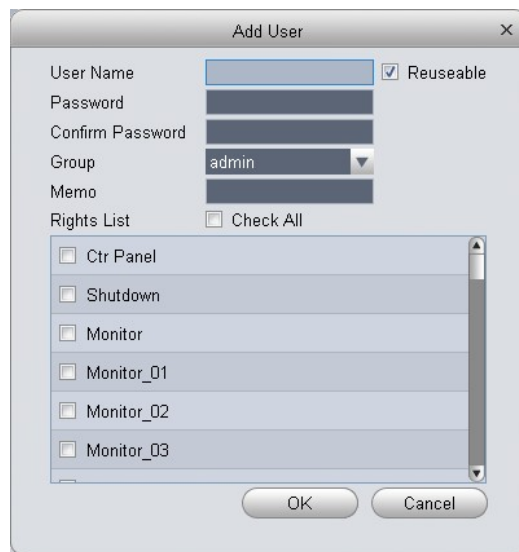 Add User
User Name Reuseable
Password
Confirm Password
Group admin
Memo
Rights List Check All
Ctr Panel
Shutdown
Monitor
Monitor_01
Monitor_02
Monitor_03
OK Cancel